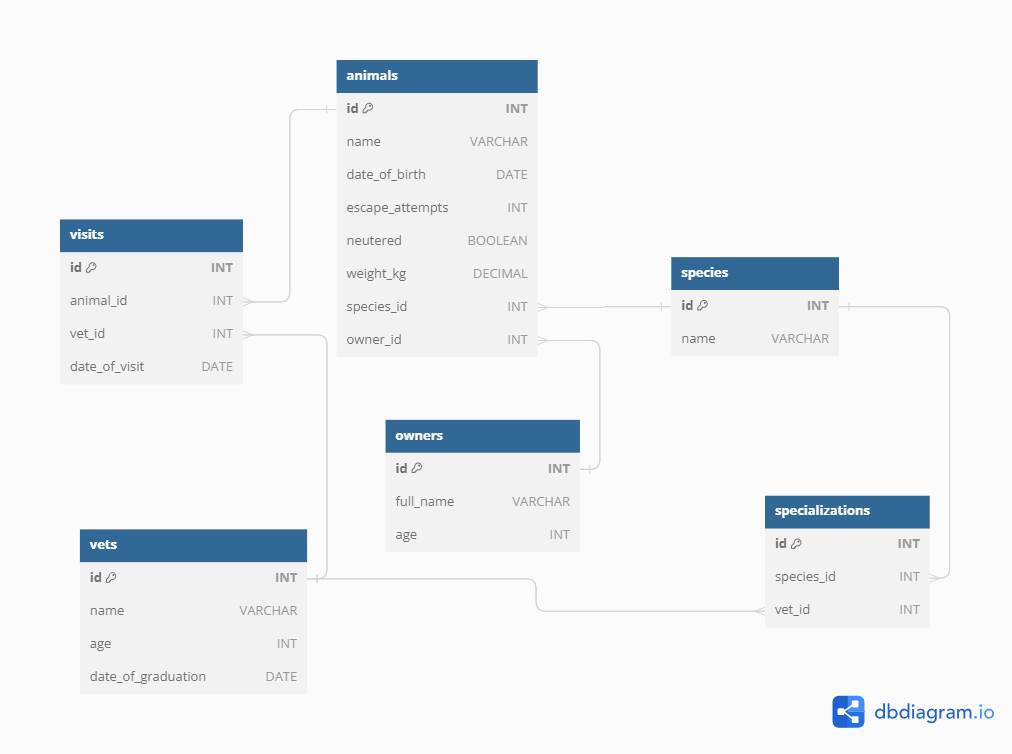 animals
id INT
name VARCHAR
date_of_birth DATE
escape_attempts INT
neutered BOOLEAN
weight_kg DECIMAL
species_id INT
owner_id INT
visits
id INT
animal_id INT
vet_id INT
date_of_visit DATE
species
id INT
name VARCHAR
owners
id INT
full_name VARCHAR
age INT
specializations
id INT
species_id INT
vet_id INT
vets
id INT
name VARCHAR
age INT
date_of_graduation DATE
dbdiagram.io